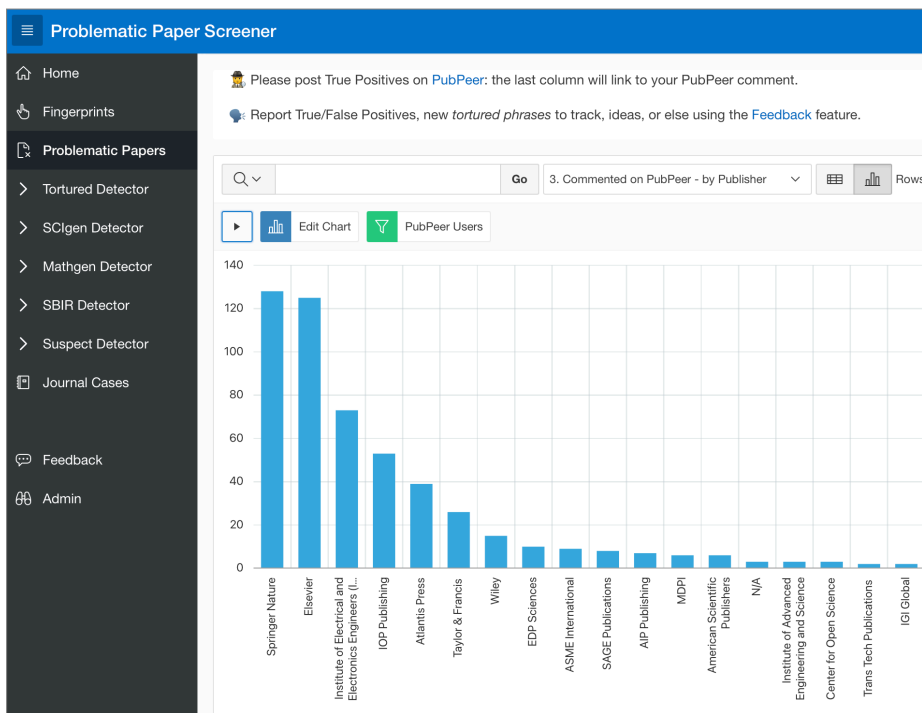 Problematic Paper Screener
Home
Fingerprints
Problematic Papers
Tortured Detector
SCIgen Detector
Mathgen Detector
SBIR Detector
Suspect Detector
Journal Cases
Feedback
Admin
Please post True Positives on PubPeer: the last column will link to your PubPeer comment.
Report True/False Positives, new tortured phrases to track, ideas, or else using the Feedback feature.
Go
3. Commented on PubPeer - by Publisher
Rows
Edit Chart
PubPeer Users
140
120
100
80
60
40
20
0
Springer Nature
Elsevier
Institute of Electrical and
Electronics Engineers (I...
IOP Publishing
Atlantis Press
Taylor & Francis
Wiley
EDP Sciences
ASME International
SAGE Publications
AIP Publishing
MDPI
American Scientific
Publishers
N/A
Institute of Advanced
Engineering and Science
Center for Open Science
Trans Tech Publications
IGI Global